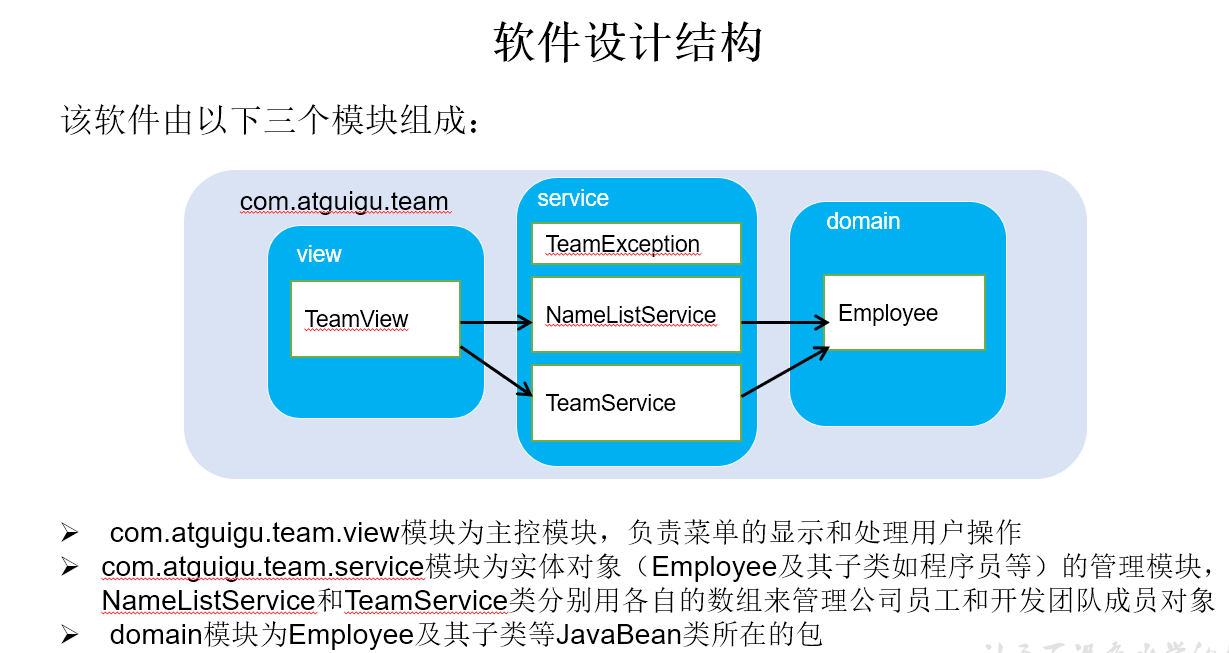 软件设计结构
该软件由以下三个模块组成：
com.atguigu.team
view
TeamView
service
TeamException
NameListService
TeamService
domain
Employee
com.atguigu.team.view模块为主控模块，负责菜单的显示和处理用户操作
com.atguigu.team.service模块为实体对象（Employee及其子类如程序员等）的管理模块，
NameListService和TeamService类分别用各自的数组来管理公司员工和开发团队成员对象
domain模块为Employee及其子类等JavaBean类所在的包